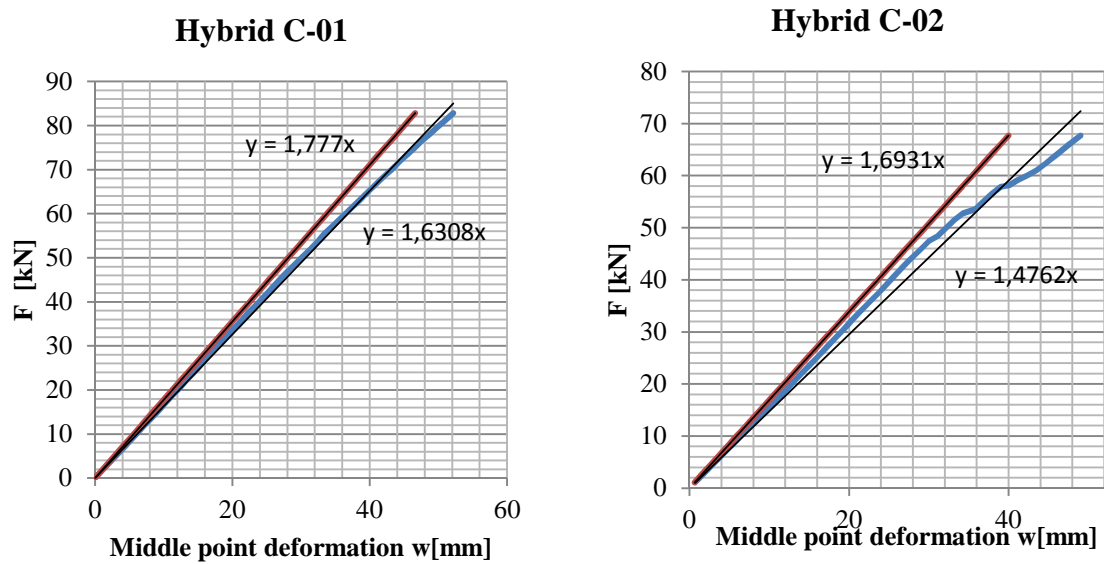 Hybrid C-01
90
80
70
60
50
40
30
20
10
0
F [kN]
y = 1,777x
y = 1,6308x
0 20 40 60
Middle point deformation w[mm]
Hybrid C-02
80
70
60
50
40
30
20
10
0
F [kN]
y = 1,6931x
y = 1,4762x
0 20 40
Middle point deformation w[mm]